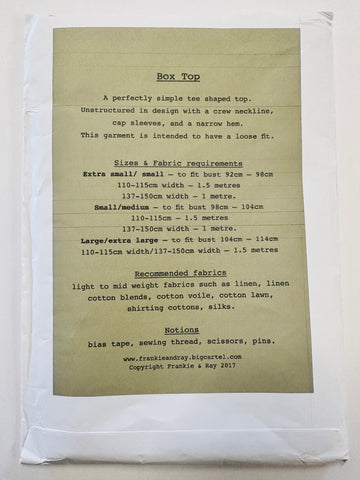 Box Top
A perfectly simple tee shaped top.
Unstructured in design with a crew neckline,
cap sleeves, and a narrow hem.
This garment is intended to have a loose fit.
Sizes & Fabric requirements
Extra small/ small – to fit bust 92cm – 98cm
110-115cm width – 1.5 metres
137-150cm width – 1 metre.
Small/medium – to fit bust 98cm – 104cm
110-115cm width – 1.5 metres
137-150cm width – 1 metre.
Large/extra large – to fit bust 104cm – 114cm
110-115cm width/137-150cm width – 1.5 metres
Recommended fabrics
light to mid weight fabrics such as linen, linen
cotton blends, cotton voile, cotton lawn,
shirting cottons, silks.
Notions
bias tape, sewing thread, scissors, pins.
www.frankieandray.bigcartel.com
Copyright Frankie & Ray 2017